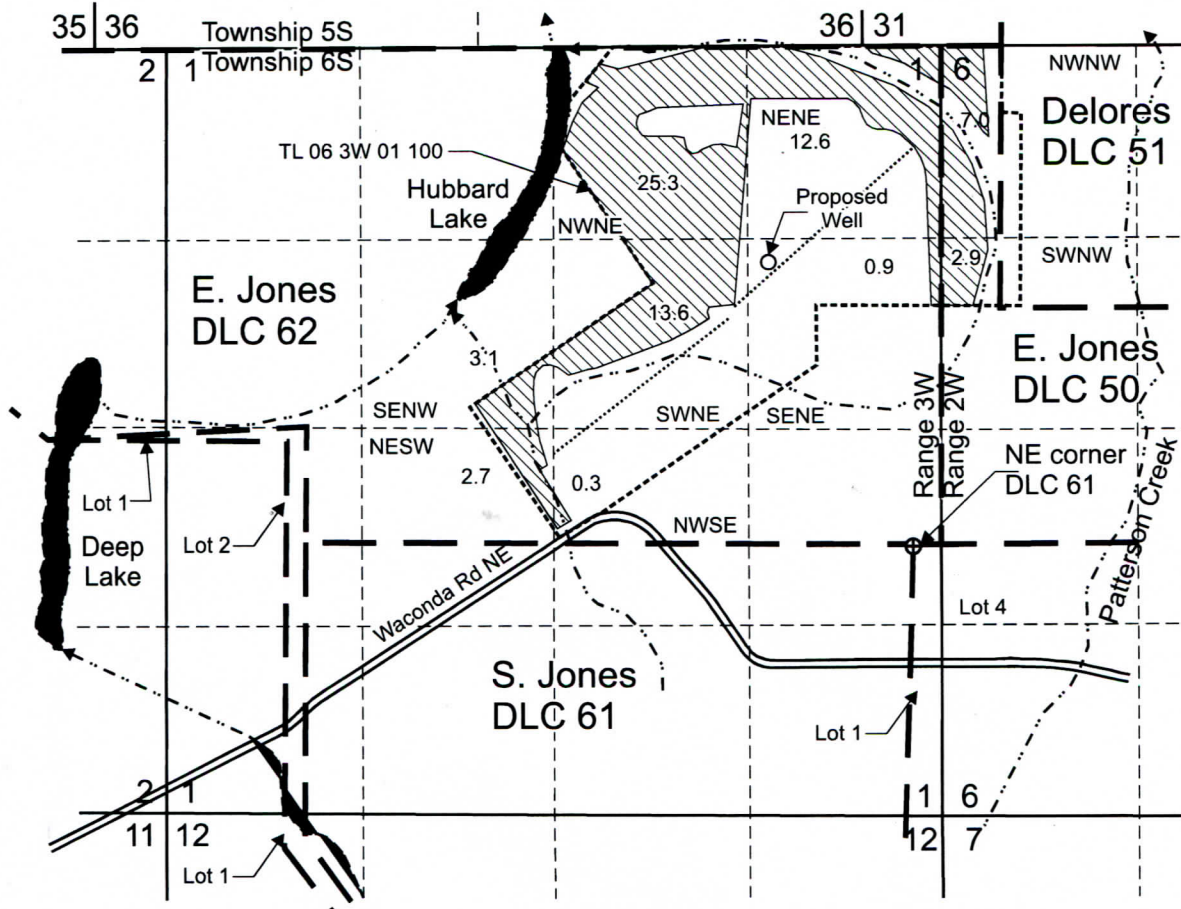 35 36
Township 5S
36 31
2 1
Township 6S
1 6
NWNW
Delores
DLC 51
NENE
12.6
7.0
TL 06 3W 01 100
Hubbard
Lake
25.3
NWNE
Proposed
Well
0.9
2.9
SWNW
E. Jones
DLC 62
13.6
3.1
E. Jones
DLC 50
SENW
SWNE
SENE
Range 3W
Range 2W
NESW
2.7
0.3
NE corner
DLC 61
Lot 1
Deep
Lake
Lot 2
NWSE
Patterson Creek
Waconda Rd NE
Lot 4
S. Jones
DLC 61
Lot 1
2 1
11 12
1 6
12 7
Lot 1